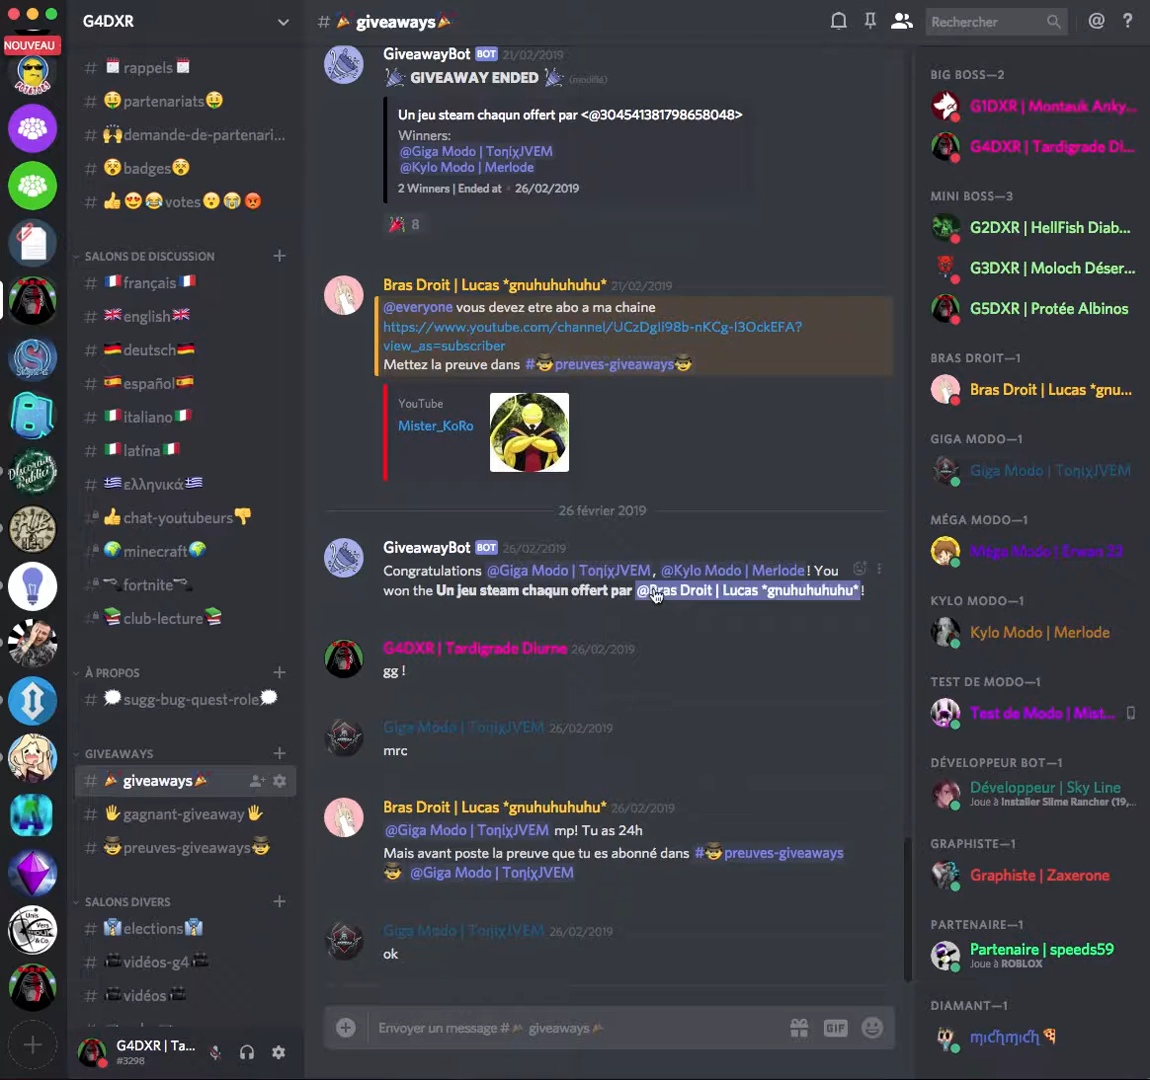 NOUVEAU
G4DXR
rappels
partenariats
demande-de-partenari...
badges
votes
SALONS DE DISCUSSION
français
english
deutsch
español
italiano
latína
ελληνικά
chat-youtubeurs
minecraft
fortnite
club-lecture
À PROPOS
sugg-bug-quest-role
GIVEAWAYS
# giveaways
gagnant-giveaway
preuves-giveaways
SALONS DIVERS
elections
vidéos-g4
vidéos
G4DXR | Ta...
#3298
# giveaways
Rechercher
GiveawayBot BOT 21/02/2019
GIVEAWAY ENDED (modifié)
Un jeu steam chaqun offert par <@304541381798658048>
Winners:
@Giga Modo | ToηίχJVEM
@Kylo Modo | Merlode
2 Winners | Ended at • 26/02/2019
8
Bras Droit | Lucas *gnuhuhuhuhu* 21/02/2019
@everyone vous devez etre abo a ma chaine
https://www.youtube.com/channel/UCzDgli98b-nKCg-l3OckEFA?
view_as=subscriber
Mettez la preuve dans #preuves-giveaways
YouTube
Mister_KoRo
26 février 2019
GiveawayBot BOT 26/02/2019
Congratulations @Giga Modo | ToηίχJVEM, @Kylo Modo | Merlode! You
won the Un jeu steam chaqun offert par @Bras Droit | Lucas *gnuhuhuhuhu*!
G4DXR | Tardigrade Diurne 26/02/2019
gg !
Giga Modo | ToηίχJVEM 26/02/2019
mrc
Bras Droit | Lucas *gnuhuhuhuhu* 26/02/2019
@Giga Modo | ToηίχJVEM mp! Tu as 24h
Mais avant poste la preuve que tu es abonné dans #preuves-giveaways
@Giga Modo | ToηίχJVEM
Giga Modo | ToηίχJVEM 26/02/2019
ok
Envoyer un message # giveaways
GIF
BIG BOSS—2
G1DXR | Montauk Anky...
G4DXR | Tardigrade Di...
MINI BOSS—3
G2DXR | HellFish Diab...
G3DXR | Moloch Déser...
G5DXR | Protée Albinos
BRAS DROIT—1
Bras Droit | Lucas *gnu...
GIGA MODO—1
Giga Modo | ToηίχJVEM
MÉGA MODO—1
Méga Modo | Erwan 22
KYLO MODO—1
Kylo Modo | Merlode
TEST DE MODO—1
Test de Modo | Mist...
DÉVELOPPEUR BOT—1
Développeur | Sky Line
Joue à Installer Slime Rancher (19,...
GRAPHISTE—1
Graphiste | Zaxerone
PARTENAIRE—1
Partenaire | speeds59
Joue à ROBLOX
DIAMANT—1